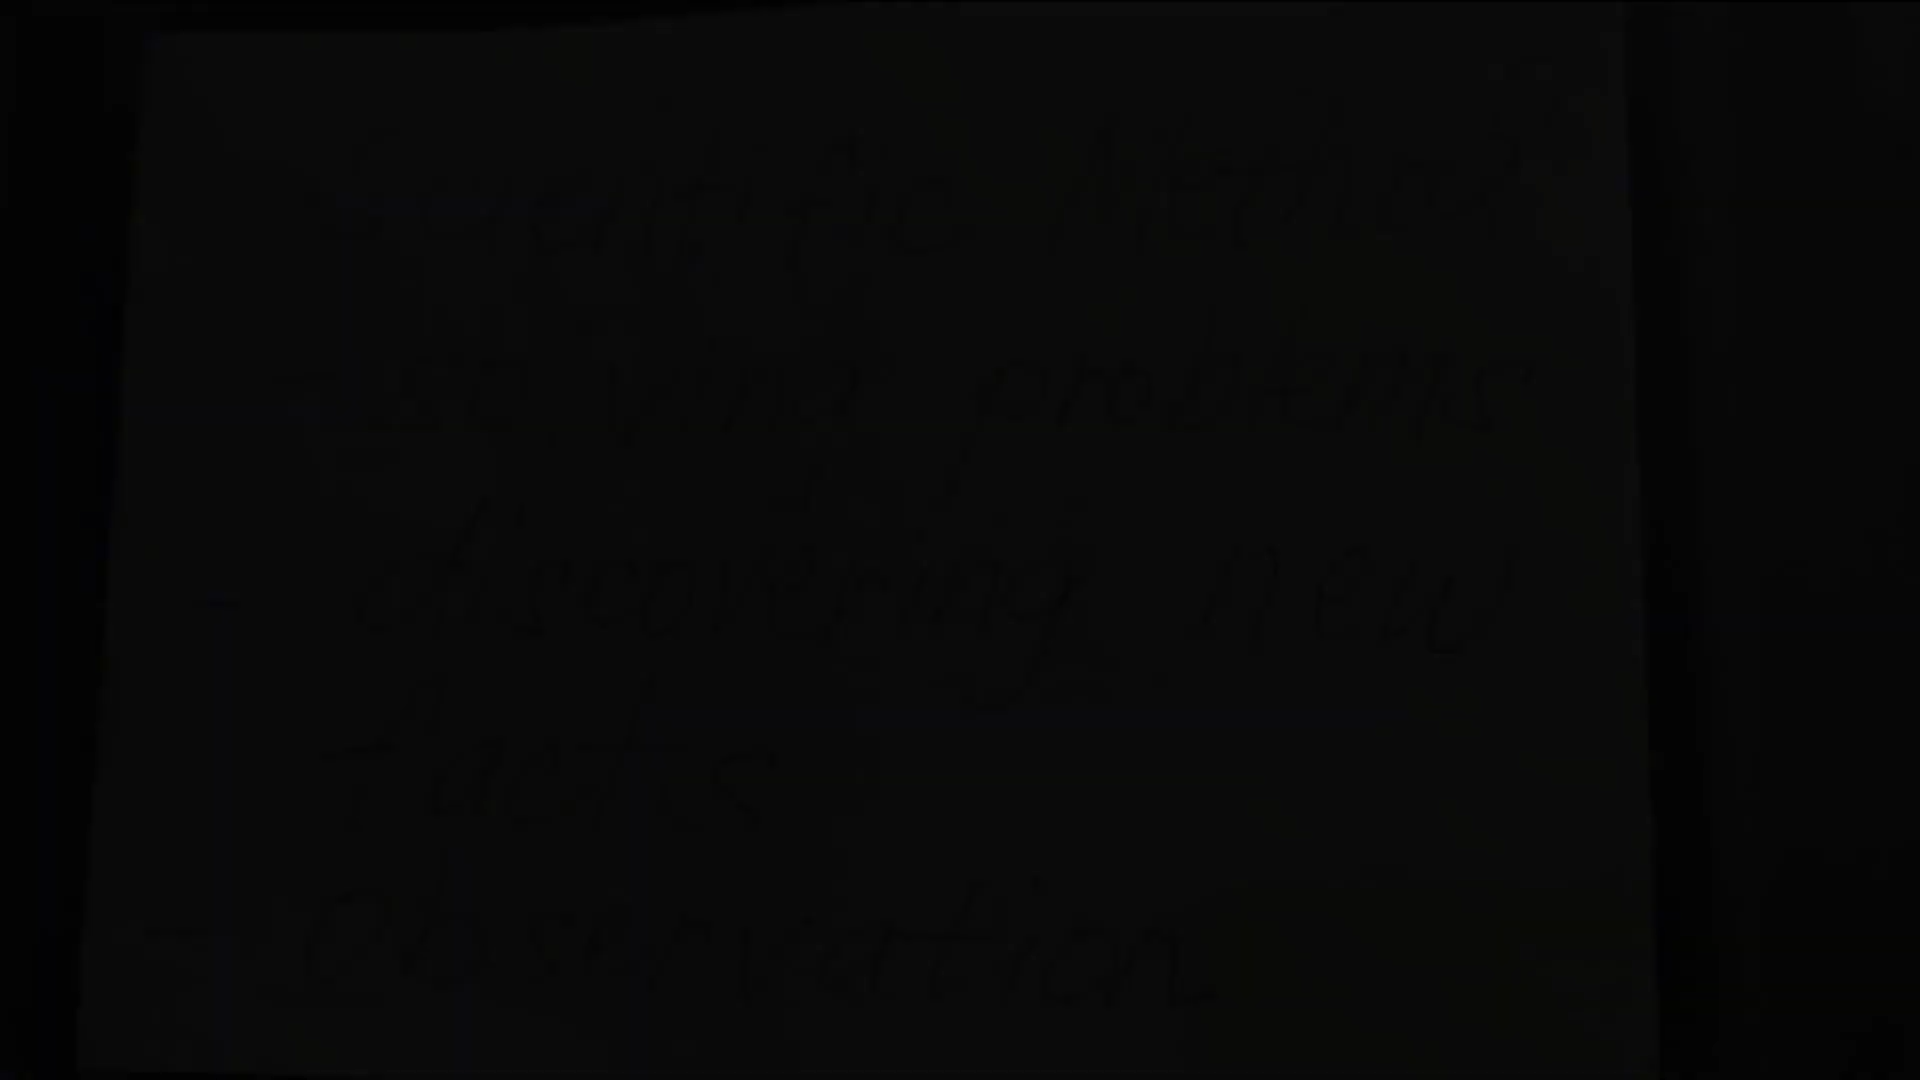 Scientific Method
- solving problems
- discovering new
facts
- Observation